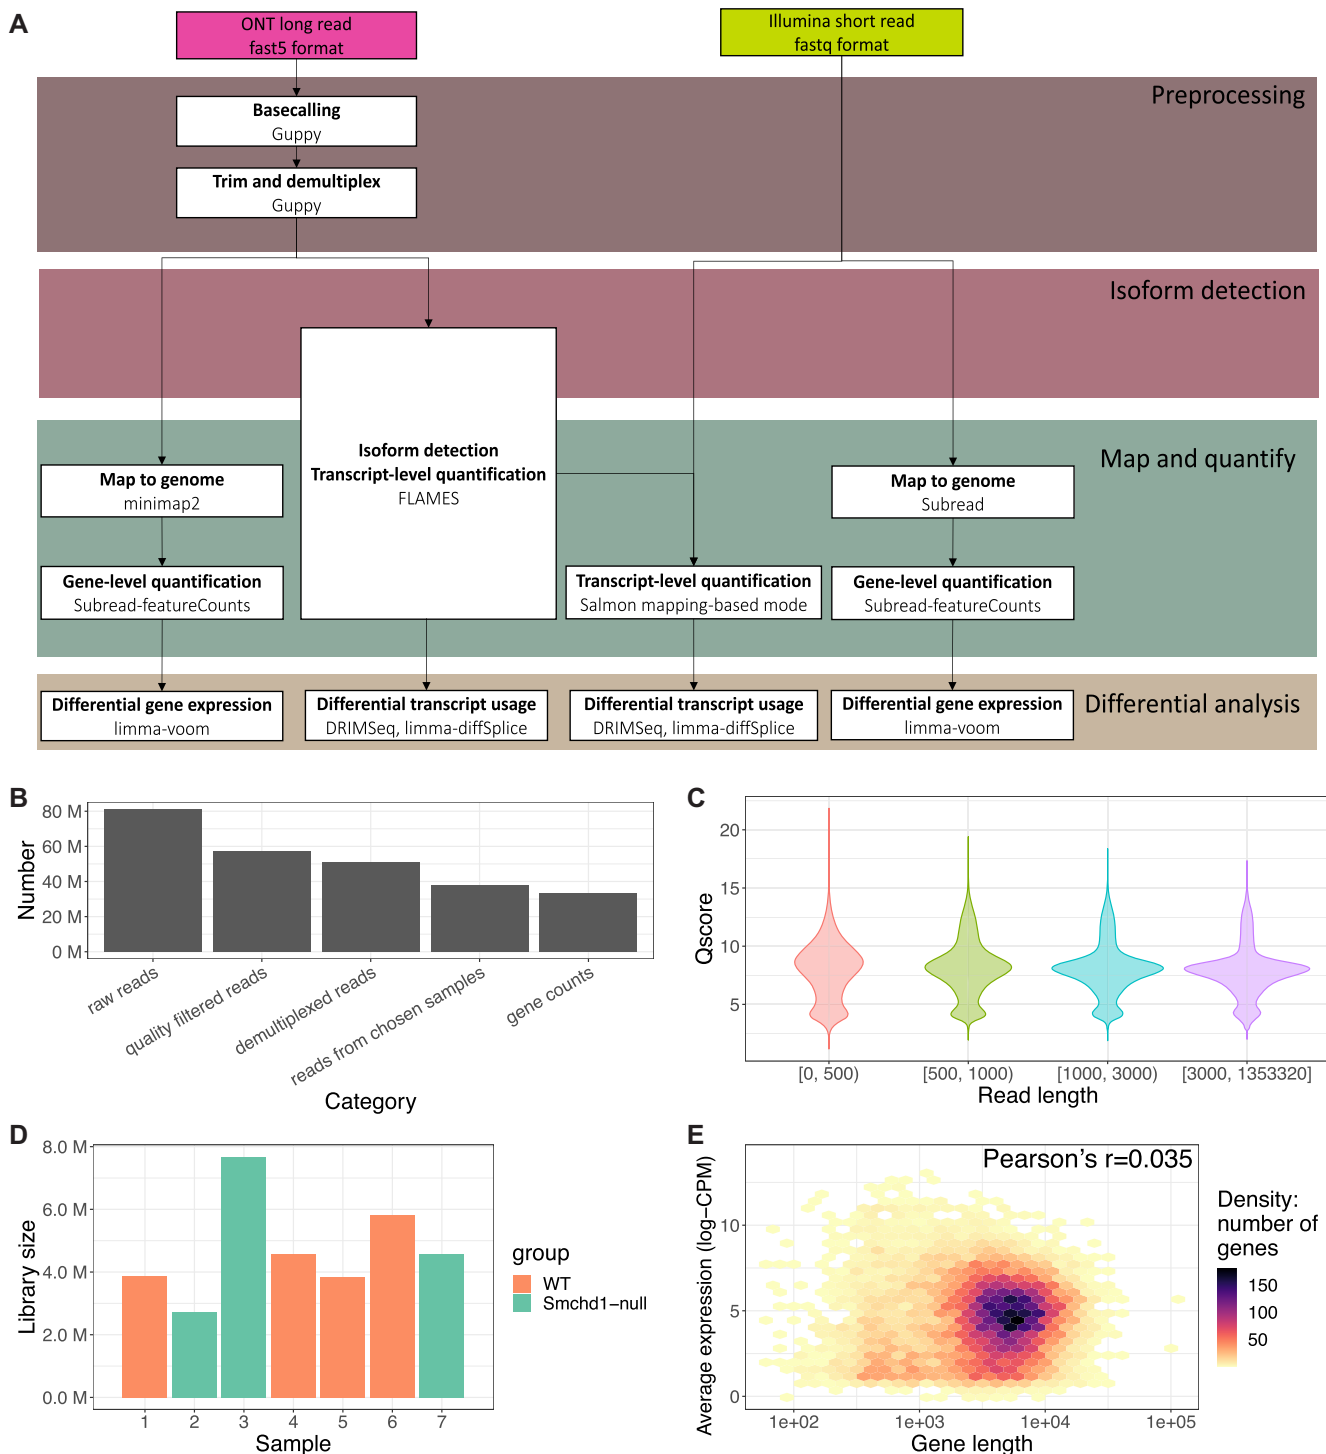 A
ONT long read
fast5 format
Illumina short read
fastq format
Preprocessing
Basecalling
Guppy
Trim and demultiplex
Guppy
Isoform detection
Isoform detection
Transcript-level quantification
FLAMES
Map and quantify
Map to genome
minimap2
Map to genome
Subread
Gene-level quantification
Subread-featureCounts
Transcript-level quantification
Salmon mapping-based mode
Gene-level quantification
Subread-featureCounts
Differential analysis
Differential gene expression
limma-voom
Differential transcript usage
DRIMSeq, limma-diffSplice
Differential transcript usage
DRIMSeq, limma-diffSplice
Differential gene expression
limma-voom
B
Number
80 M
60 M
40 M
20 M
0 M
raw reads
quality filtered reads
demultiplexed reads
reads from chosen samples
gene counts
Category
C
Qscore
20
15
10
5
[0, 500)
[500, 1000)
[1000, 3000)
[3000, 1353320]
Read length
D
Library size
8.0 M
6.0 M
4.0 M
2.0 M
0.0 M
1 2 3 4 5 6 7
Sample
group
WT
Smchd1−null
E
Pearson's r=0.035
Average expression (log−CPM)
10
5
0
1e+02
1e+03
1e+04
1e+05
Gene length
Density:
number of
genes
150
100
50